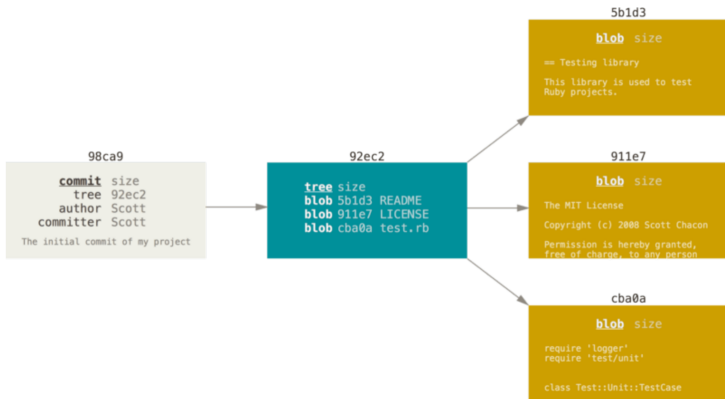 98ca9
commit size
tree 92ec2
author Scott
committer Scott
The initial commit of my project
92ec2
tree size
blob 5b1d3 README
blob 911e7 LICENSE
blob cba0a test.rb
5b1d3
blob size
== Testing library
This library is used to test
Ruby projects.
911e7
blob size
The MIT License
Copyright (c) 2008 Scott Chacon
Permission is hereby granted,
free of charge, to any person
cba0a
blob size
require 'logger'
require 'test/unit'
class Test::Unit::TestCase